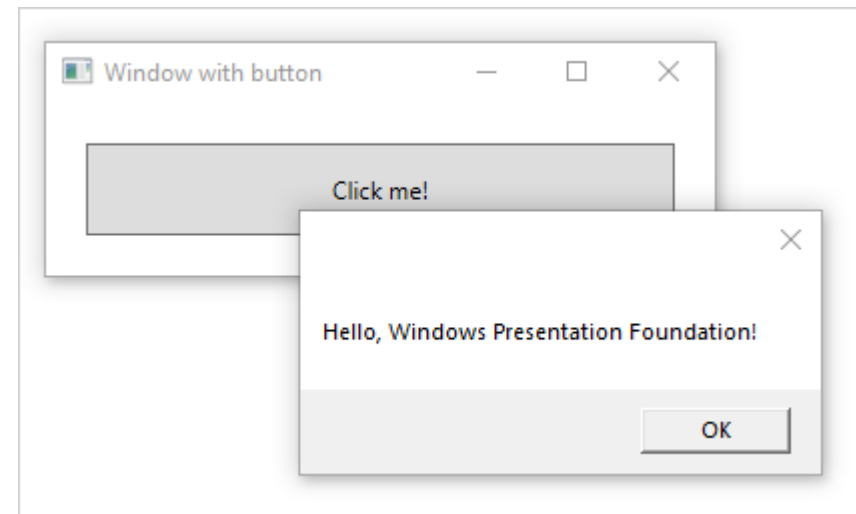 Window with button
Click me!
Hello, Windows Presentation Foundation!
OK